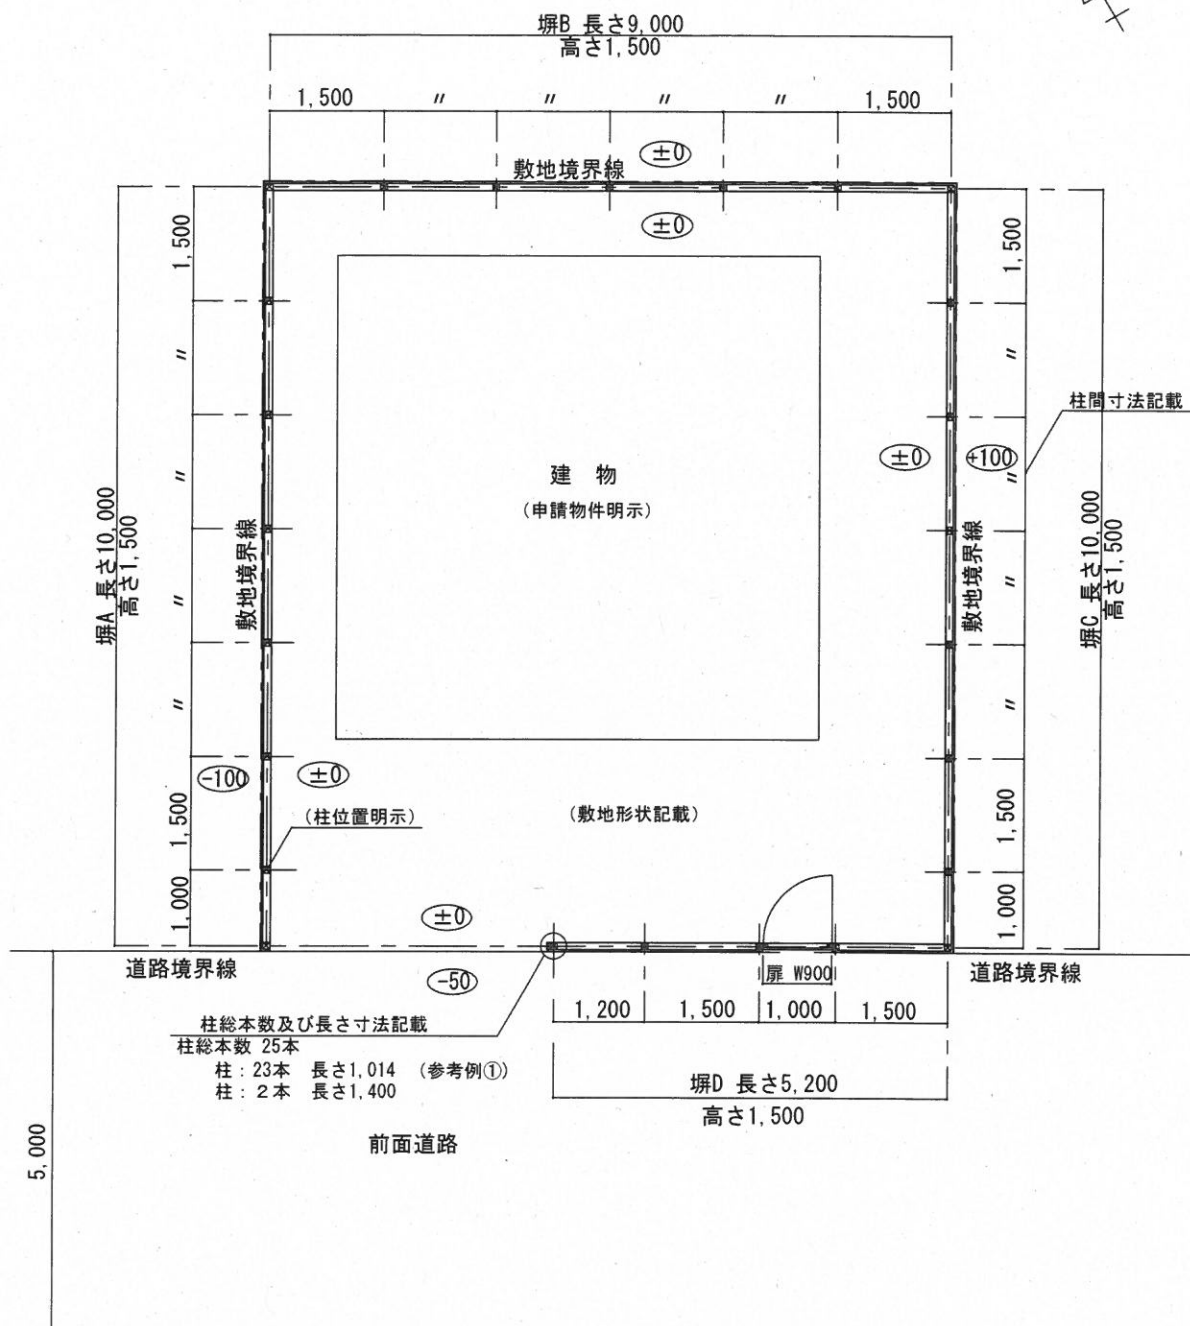 塀B 長さ9,000
高さ1,500
1,500 〃 〃 〃 〃 1,500
±0
敷地境界線
±0
1,500
〃
〃
〃
〃
1,500
1,000
塀A 長さ10,000
高さ1,500
敷地境界線
建 物
(申請物件明示)
±0
+100
柱間寸法記載
1,500
〃
〃
〃
〃
1,500
1,000
敷地境界線
塀C 長さ10,000
高さ1,500
-100
±0
(柱位置明示)
(敷地形状記載)
±0
-50
道路境界線
扉 W900
道路境界線
1,200 1,500 1,000 1,500
柱総本数及び長さ寸法記載
柱総本数 25本
柱：23本 長さ1,014 (参考例①)
柱：2本 長さ1,400
塀D 長さ5,200
高さ1,500
前面道路
5,000